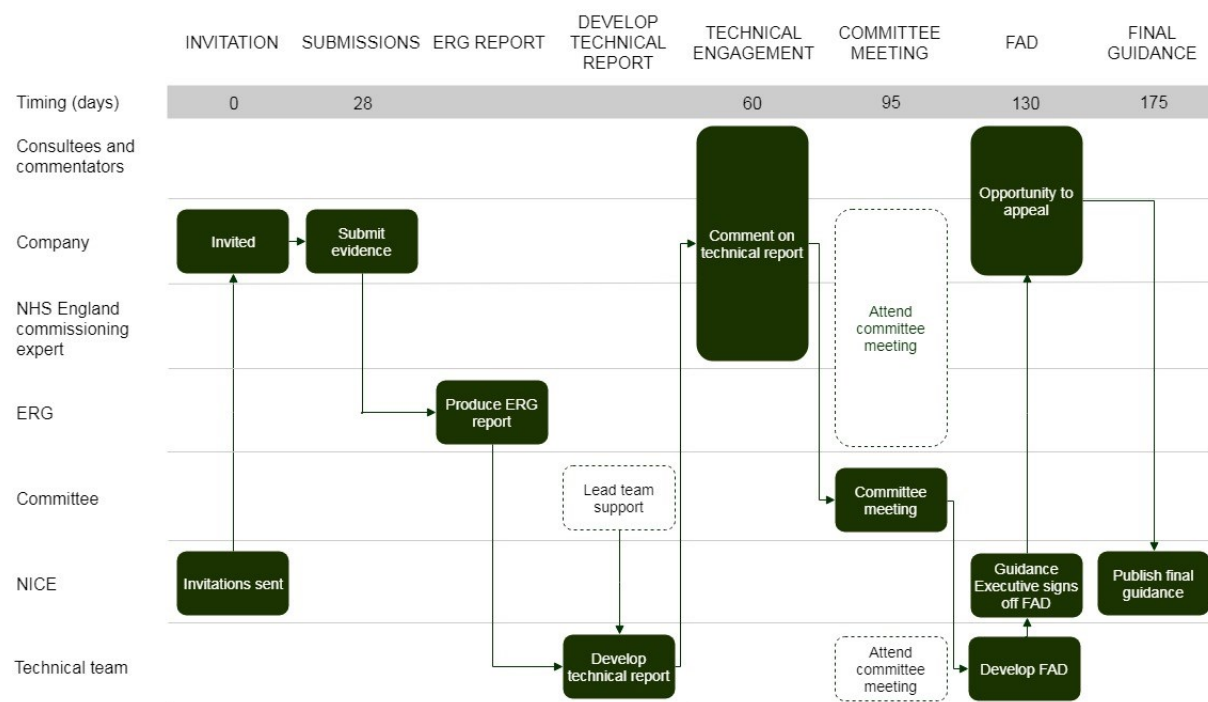 INVITATION
SUBMISSIONS
ERG REPORT
DEVELOP
TECHNICAL
REPORT
TECHNICAL
ENGAGEMENT
COMMITTEE
MEETING
FAD
FINAL
GUIDANCE
Timing (days)
0
28
60
95
130
175
Consultees and
commentators
Opportunity to
appeal
Company
Invited
Submit
evidence
Comment on
technical report
NHS England
commissioning
expert
Attend
committee
meeting
ERG
Produce ERG
report
Committee
Lead team
support
Committee
meeting
NICE
Invitations sent
Guidance
Executive signs
off FAD
Publish final
guidance
Technical team
Develop
technical report
Attend
committee
meeting
Develop FAD